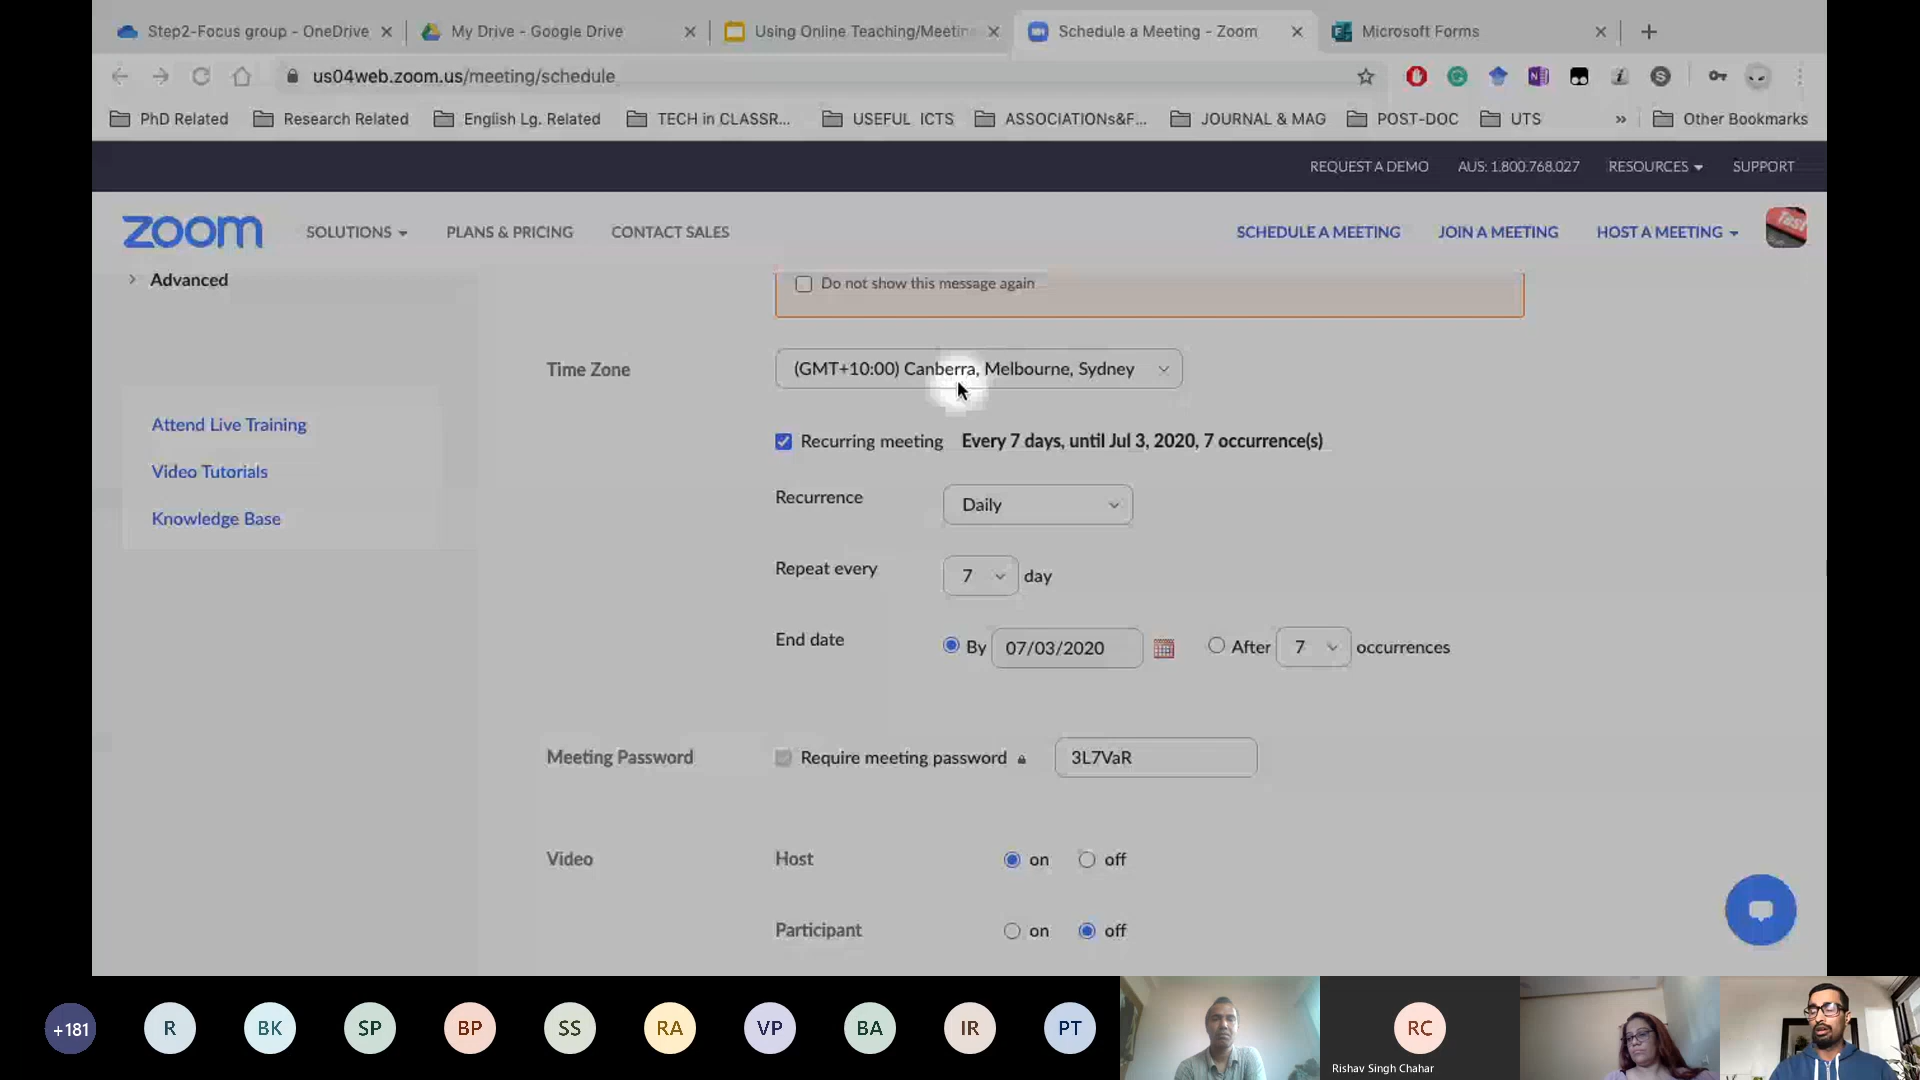 Step2-Focus group - OneDrive
My Drive - Google Drive
Using Online Teaching/Meetin
Schedule a Meeting - Zoom
Microsoft Forms
us04web.zoom.us/meeting/schedule
PhD Related
Research Related
English Lg. Related
TECH in CLASSR...
USEFUL ICTS
ASSOCIATIONs&F...
JOURNAL & MAG
POST-DOC
UTS
»
Other Bookmarks
REQUEST A DEMO
AUS: 1.800.768.027
RESOURCES
SUPPORT
zoom
SOLUTIONS
PLANS & PRICING
CONTACT SALES
SCHEDULE A MEETING
JOIN A MEETING
HOST A MEETING
Advanced
Do not show this message again
Time Zone
(GMT+10:00) Canberra, Melbourne, Sydney
Attend Live Training
Video Tutorials
Knowledge Base
Recurring meeting Every 7 days, until Jul 3, 2020, 7 occurrence(s)
Recurrence
Daily
Repeat every
7 day
End date
By 07/03/2020
After 7 occurrences
Meeting Password
Require meeting password
3L7VaR
Video
Host
on off
Participant
on off
+181
R
BK
SP
BP
SS
RA
VP
BA
IR
PT
RC
Rishav Singh Chahar